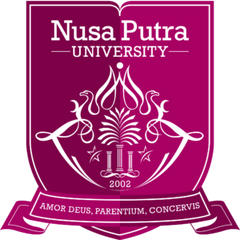 Nusa Putra
UNIVERSITY
2002
AMOR DEUS, PARENTIUM, CONCERVIS